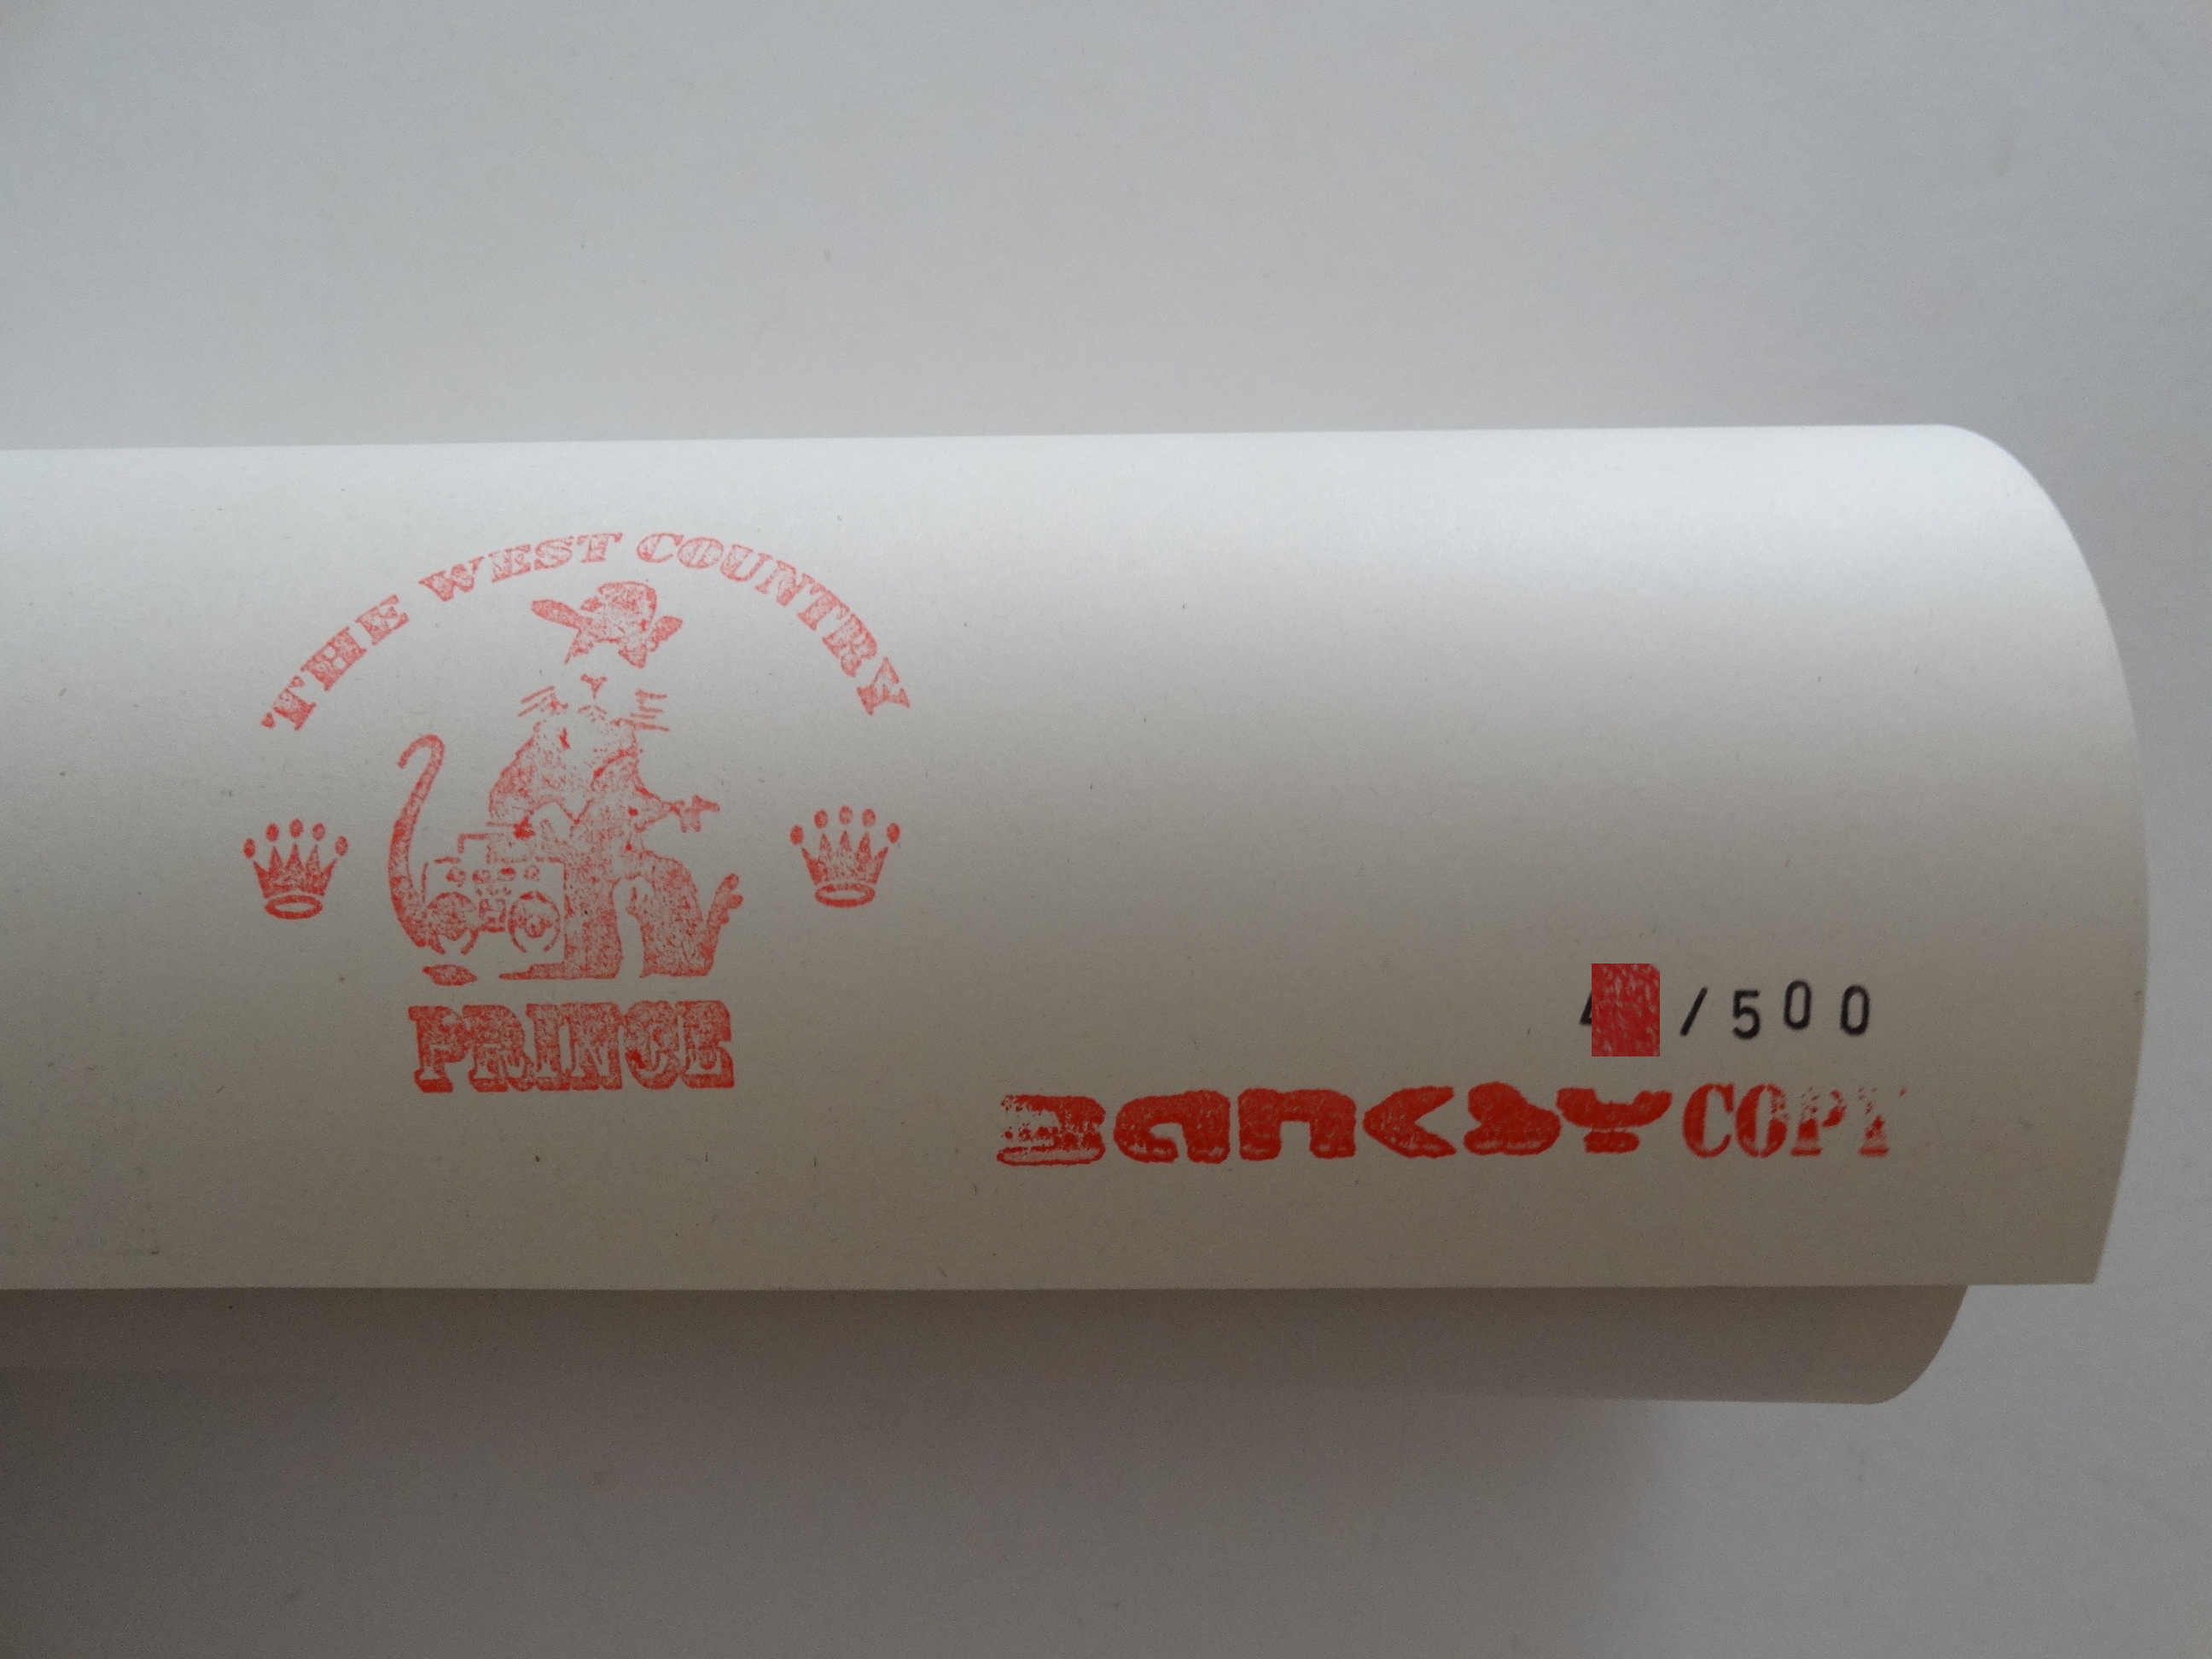 THE WEST COUNTRY
PRINCE
/500
BANKSY COPY